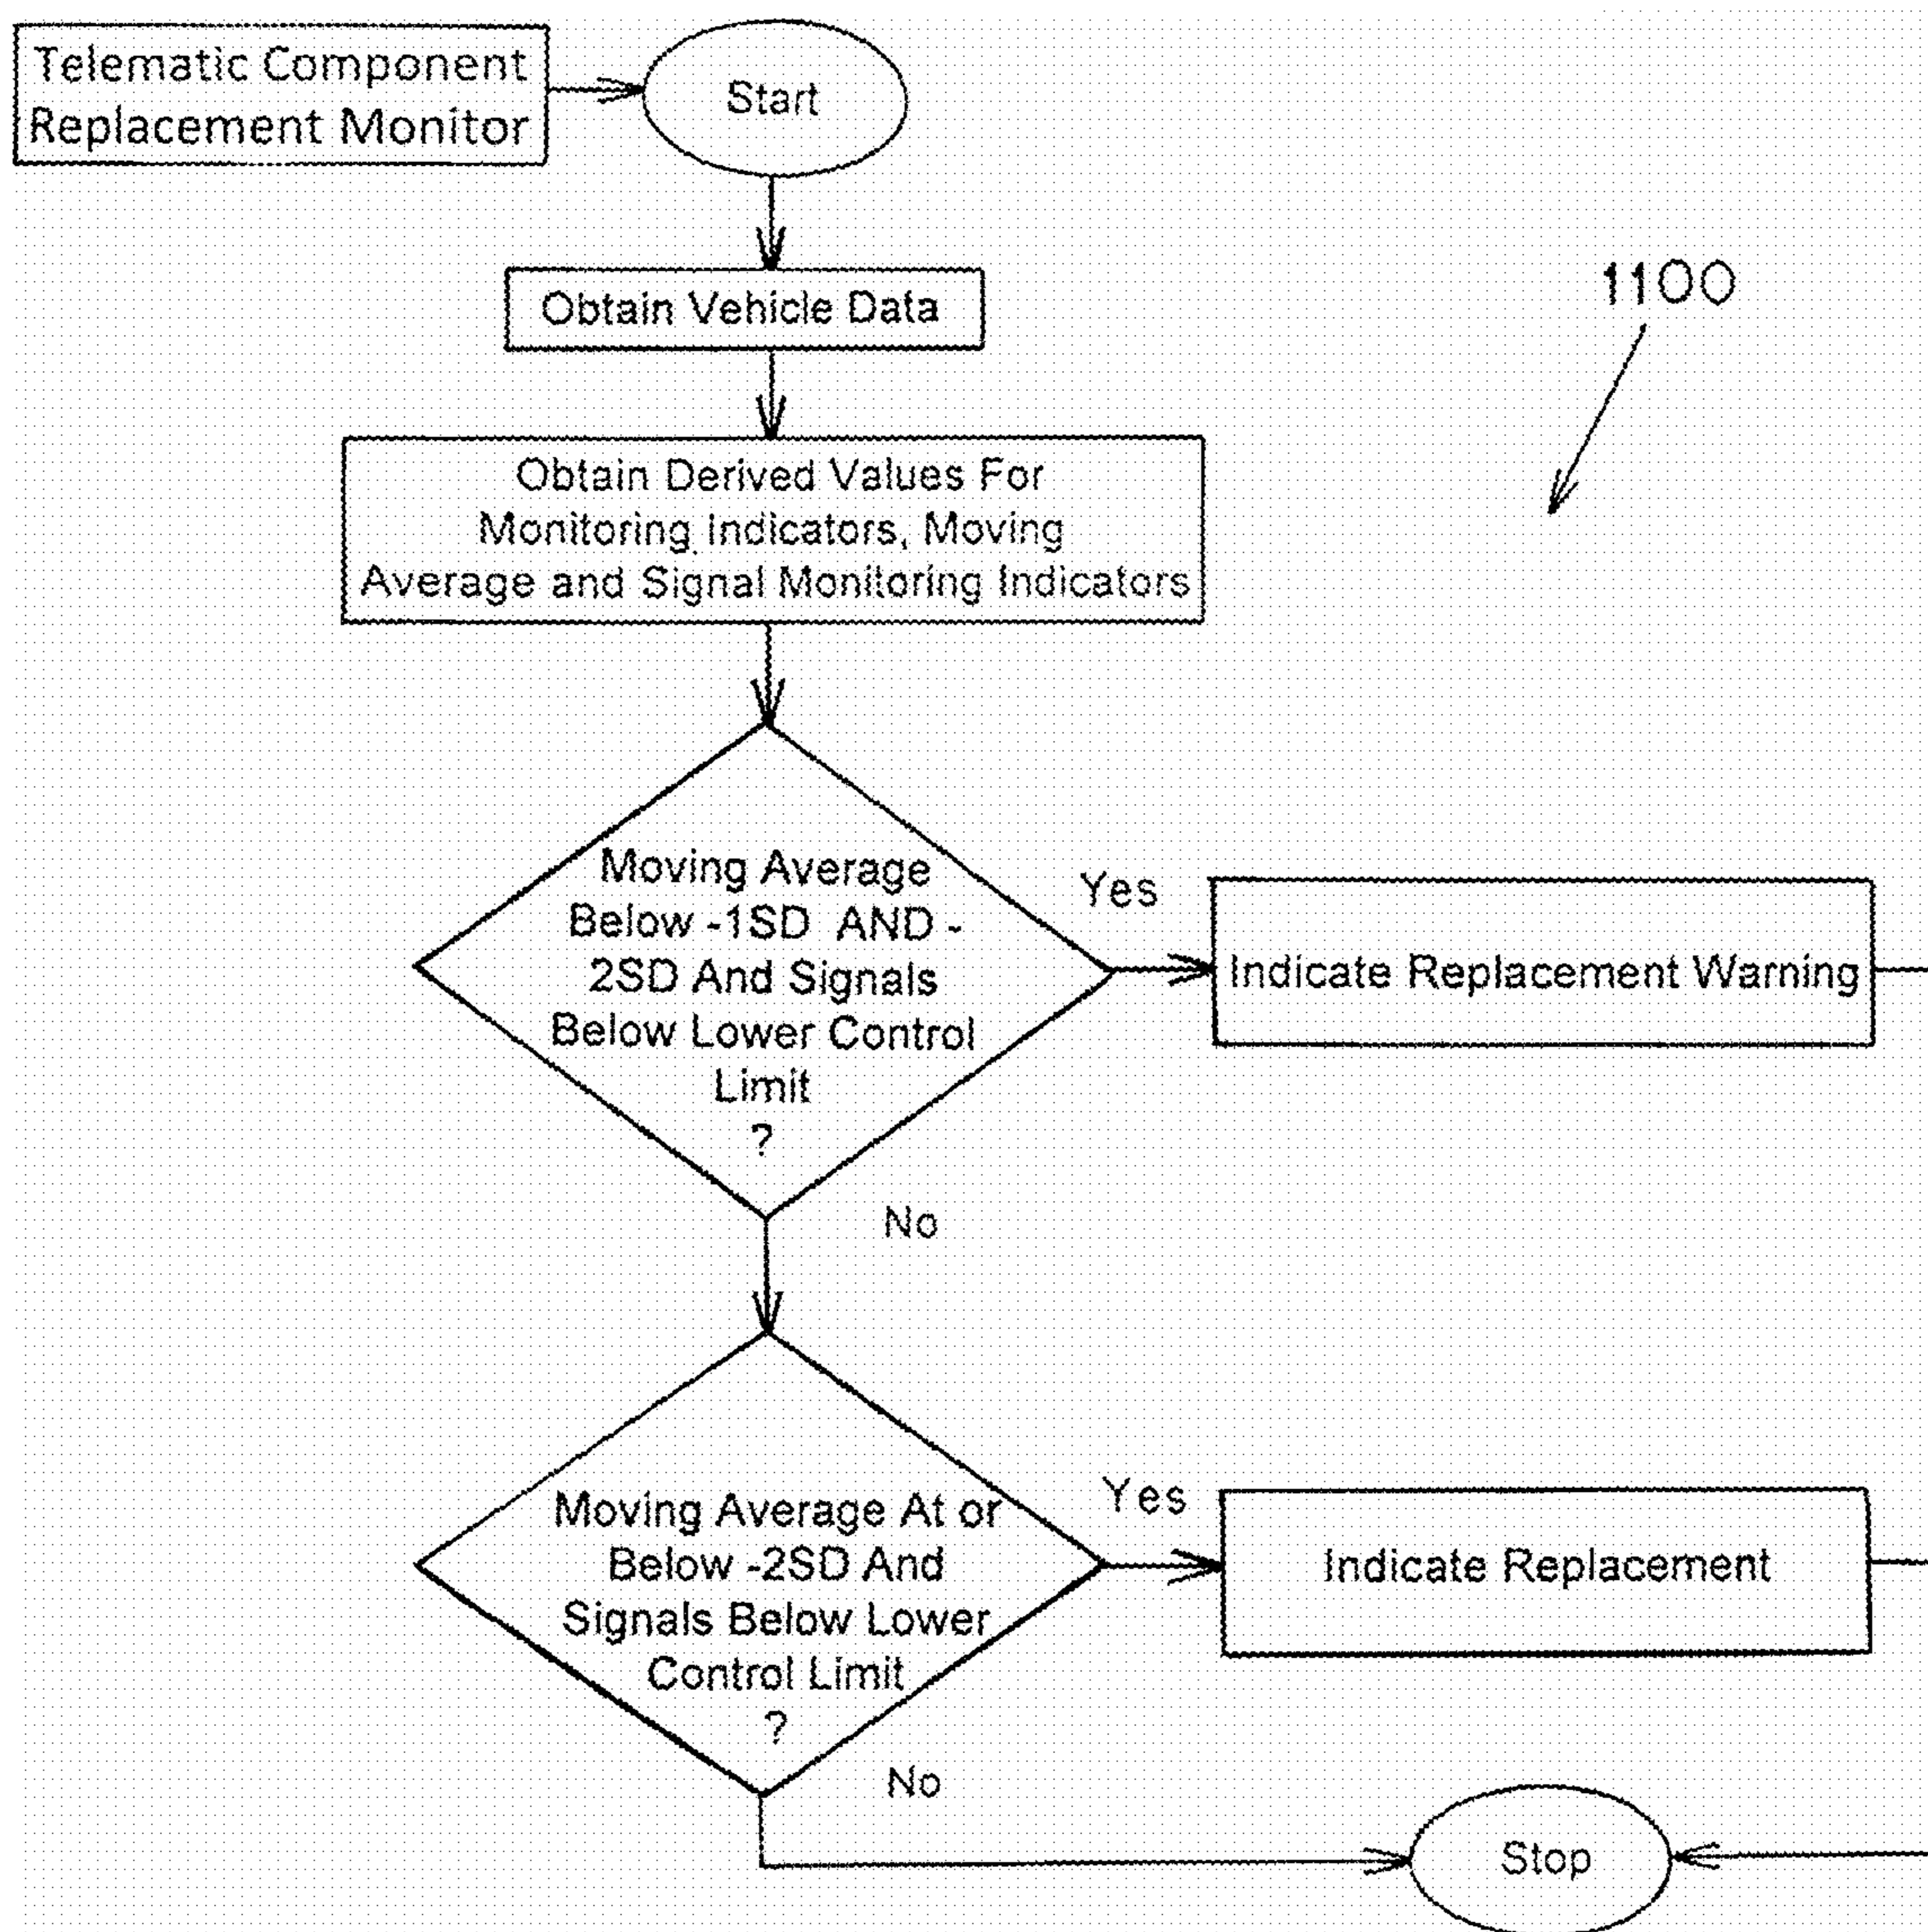 Telematic Component
Replacement Monitor
Start
Obtain Vehicle Data
1100
Obtain Derived Values For
Monitoring Indicators, Moving
Average and Signal Monitoring Indicators
Moving Average
Below -1SD AND -
2SD And Signals
Below Lower Control
Limit
?
Yes
Indicate Replacement Warning
No
Moving Average At or
Below -2SD And
Signals Below Lower
Control Limit
?
Yes
Indicate Replacement
No
Stop